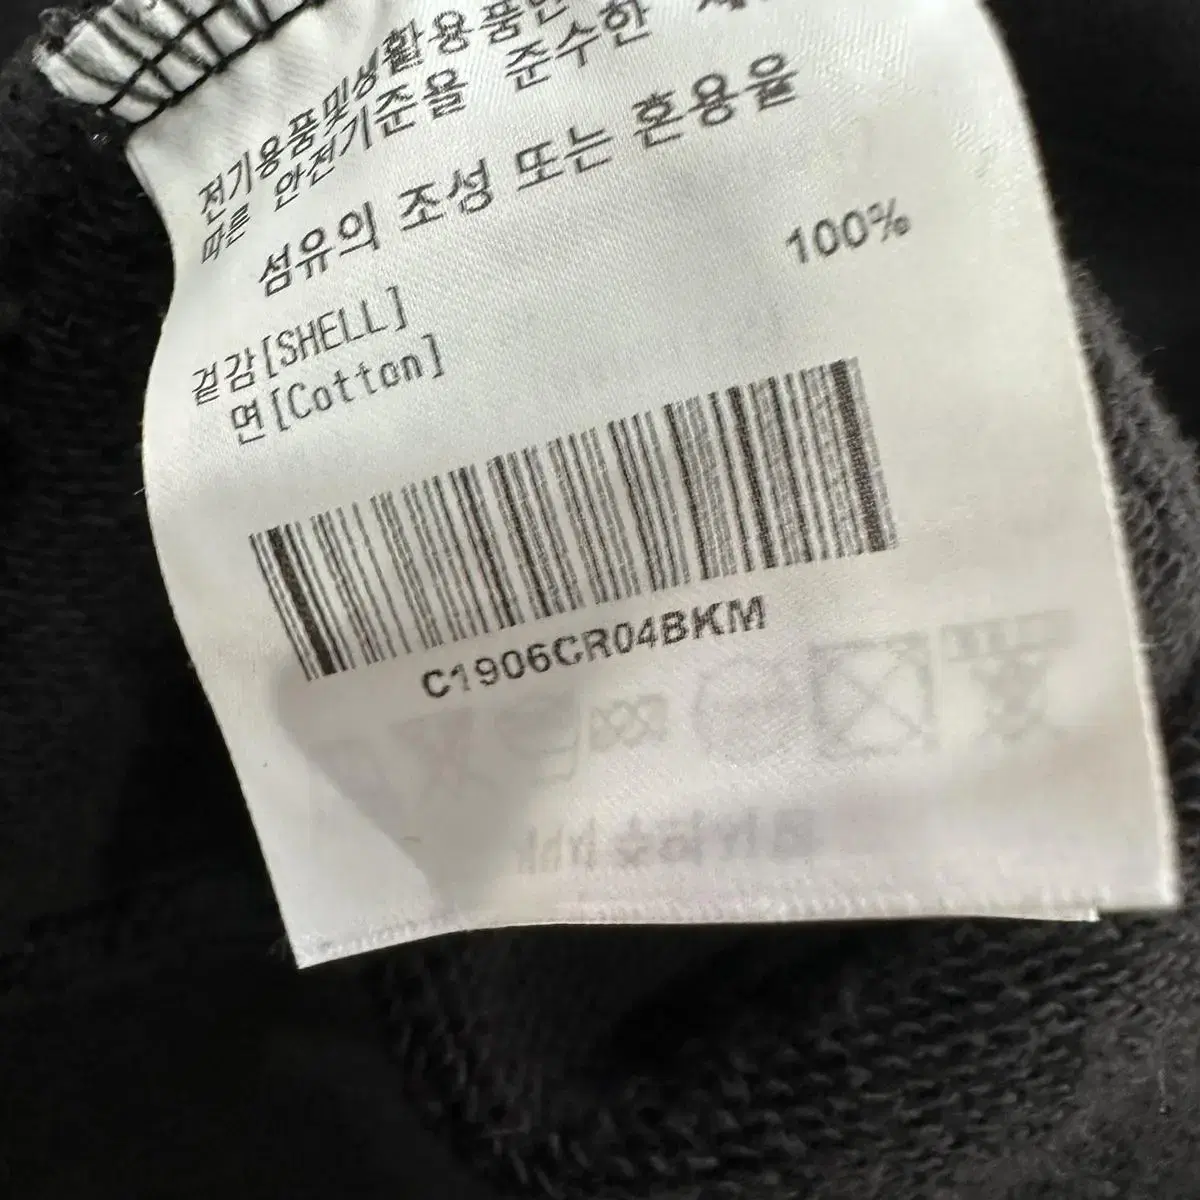 전기용품및생활용품안
따른 안전기준을 준수한
섬유의 조성 또는 혼용율
100%
겉감[SHELL]
면[Cotton]
C1906CR04BKM